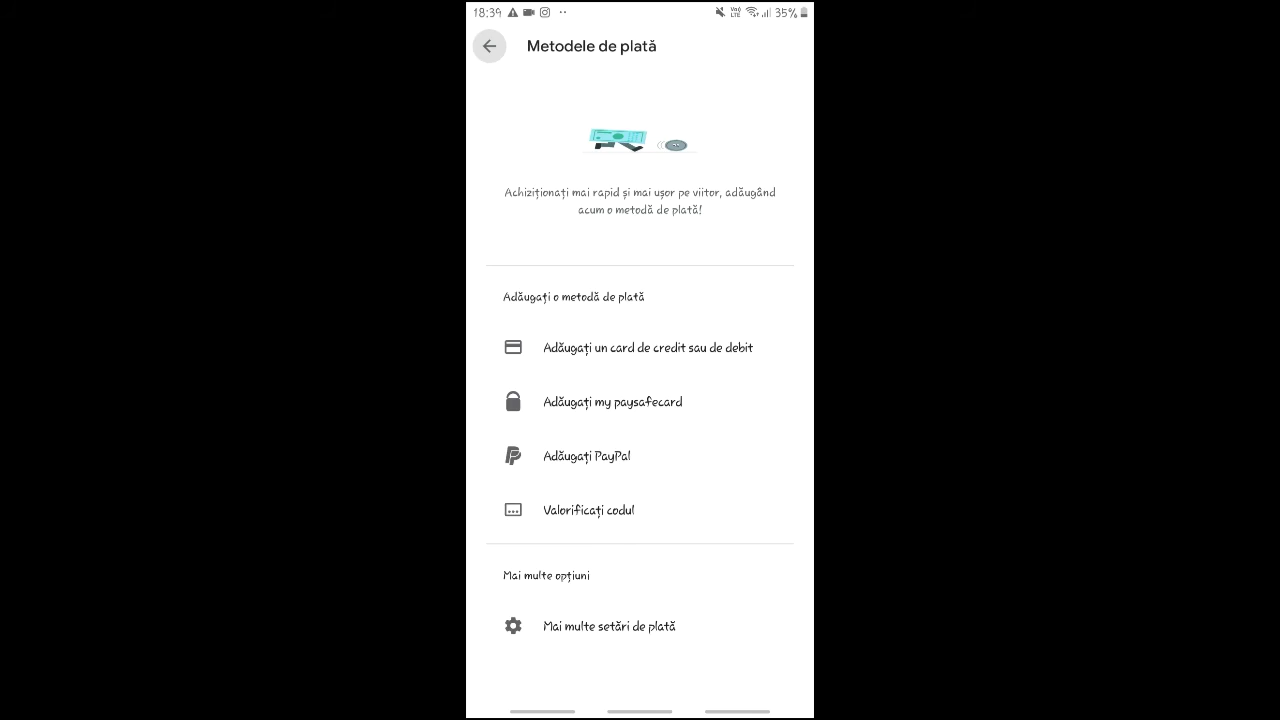 18:39 35%
Metodele de plată
Achiziționați mai rapid și mai ușor pe viitor, adăugând
acum o metodă de plată!
Adăugați o metodă de plată
Adăugați un card de credit sau de debit
Adăugați my paysafecard
Adăugați PayPal
Valorificați codul
Mai multe opțiuni
Mai multe setări de plată